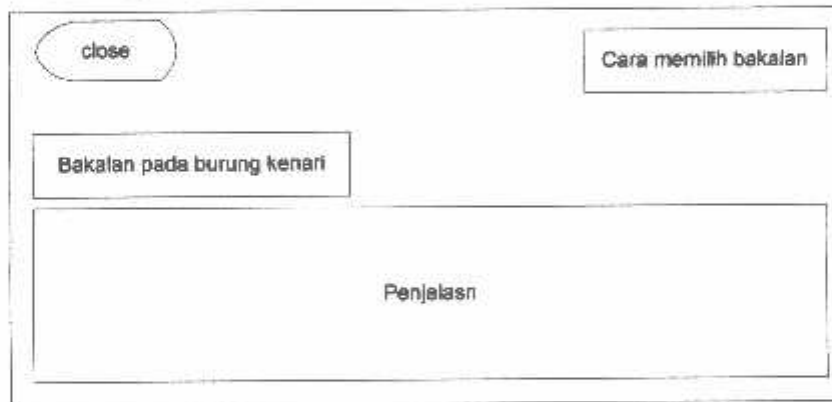 close
Cara memilih bakalan
Bakalan pada burung kenari
Penjelasn